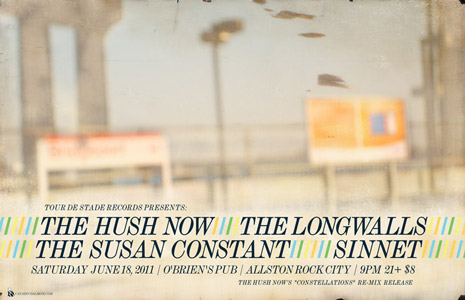 TOUR DE STADE RECORDS PRESENTS:
THE HUSH NOW///THE LONGWALLS
THE SUSAN CONSTANT///SINNET
SATURDAY JUNE 18, 2011 | O'BRIEN'S PUB | ALLSTON ROCK CITY | 9PM 21+ $8
THE HUSH NOW'S "CONSTELLATIONS" RE-MIX RELEASE